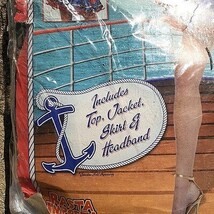 Includes
Top, Jacket,
Skirt &
Headband